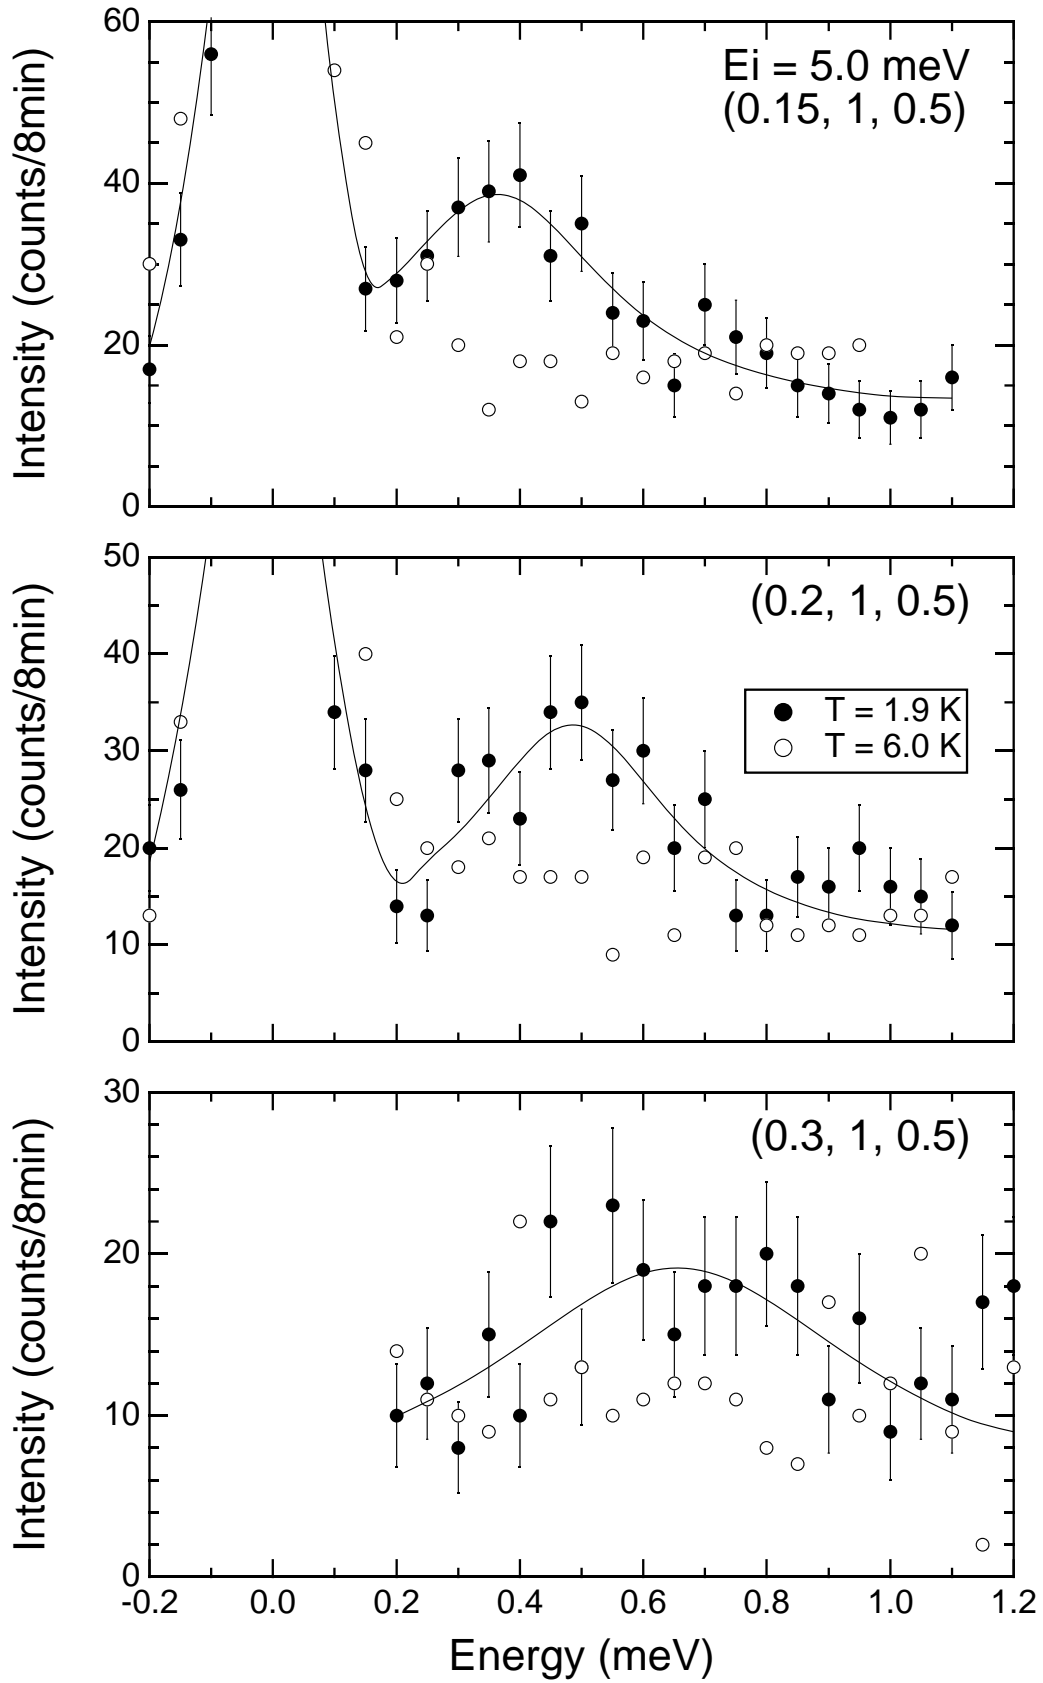 Intensity (counts/8min)
60
40
20
0
Ei = 5.0 meV
(0.15, 1, 0.5)
Intensity (counts/8min)
50
40
30
20
10
0
(0.2, 1, 0.5)
T = 1.9 K
T = 6.0 K
Intensity (counts/8min)
30
20
10
0
(0.3, 1, 0.5)
-0.2 0.0 0.2 0.4 0.6 0.8 1.0 1.2
Energy (meV)